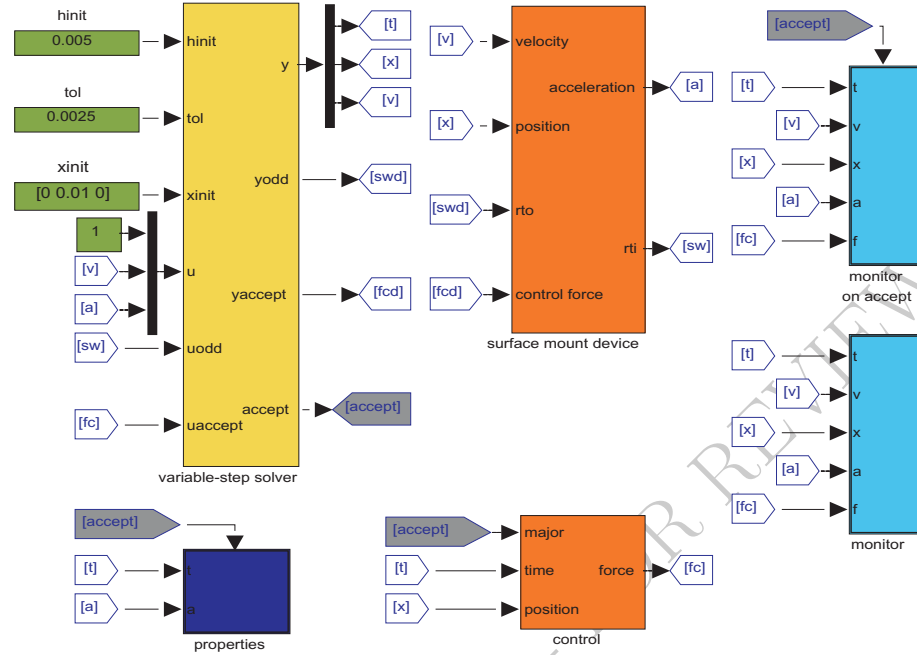 hinit
0.005
hinit
tol
0.0025
tol
xinit
[0 0.01 0]
xinit
1
[v]
[a]
u
[sw]
uodd
[fc]
uaccept
y
yodd
yaccept
accept
variable-step solver
[t]
[x]
[v]
[swd]
[fcd]
[accept]
[v]
velocity
[x]
position
[swd]
rto
[fcd]
control force
acceleration
[a]
rti
[sw]
surface mount device
[accept]
[t]
t
[v]
v
[x]
x
[a]
a
[fc]
f
monitor
on accept
[t]
t
[v]
v
[x]
x
[a]
a
[fc]
f
monitor
[accept]
[t]
t
[a]
a
properties
[accept]
major
[t]
time
[x]
position
force
[fc]
control
OR REVIEW